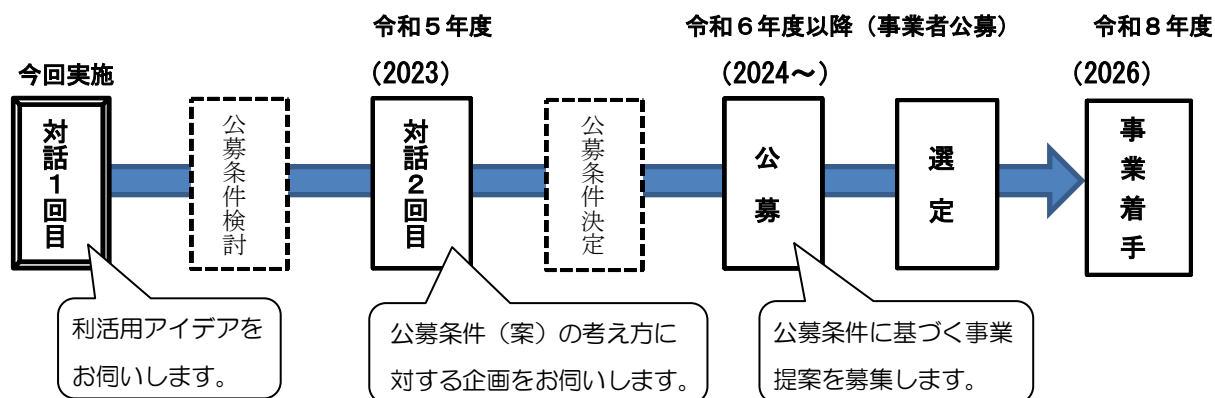 令和５年度
令和６年度以降（事業者公募）
令和８年度
今回実施
（2023）
（2024～）
（2026）
対話１回目
公募条件検討
対話２回目
公募条件決定
公募
選定
事業着手
利活用アイデアを
お伺いします。
公募条件（案）の考え方に
対する企画をお伺いします。
公募条件に基づく事業
提案を募集します。